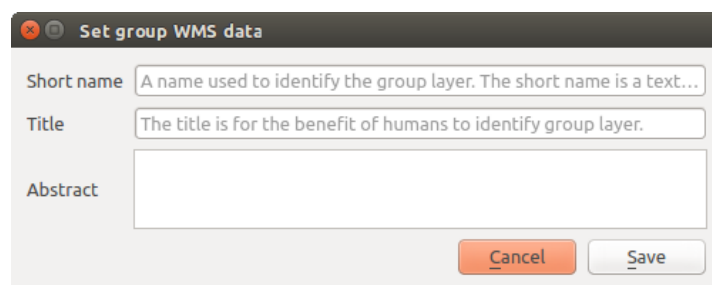 Set group WMS data
Short name A name used to identify the group layer. The short name is a text...
Title The title is for the benefit of humans to identify group layer.
Abstract
Cancel Save